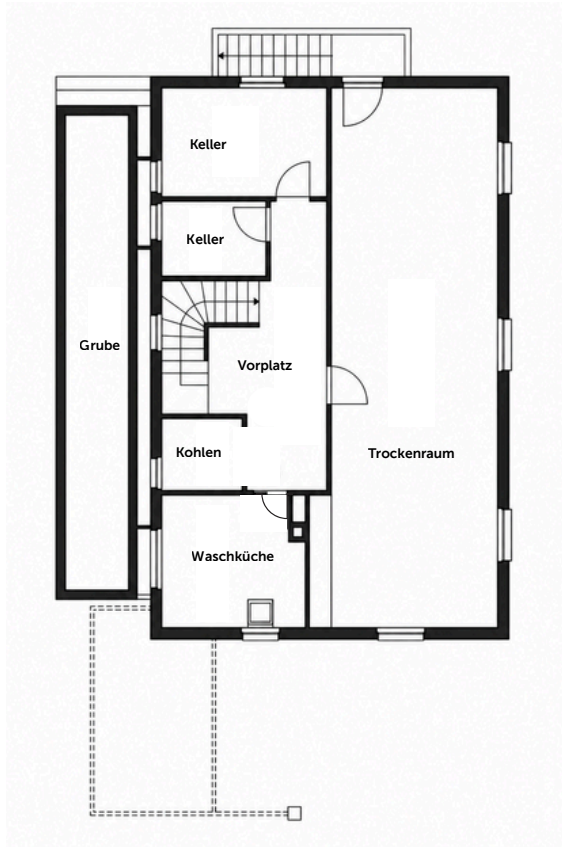 Keller
Keller
Grube
Vorplatz
Kohlen
Trockenraum
Waschküche